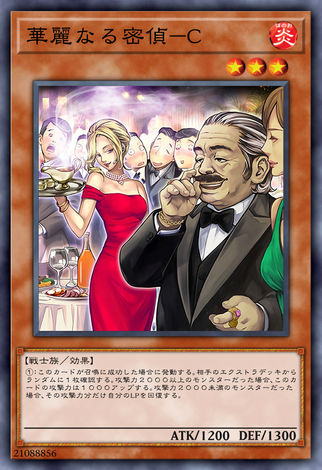 華麗なる密偵－C
炎
ほのお
【戦士族／効果】
①：このカードが召喚に成功した場合に発動する。相手のエクストラデッキから
ランダムに１枚確認する。攻撃力２０００以上のモンスターだった場合、このカー
ドの攻撃力は１０００アップする。攻撃力２０００未満のモンスターだった
場合、その攻撃力分だけ自分のLPを回復する。
ATK/1200 DEF/1300
21088856